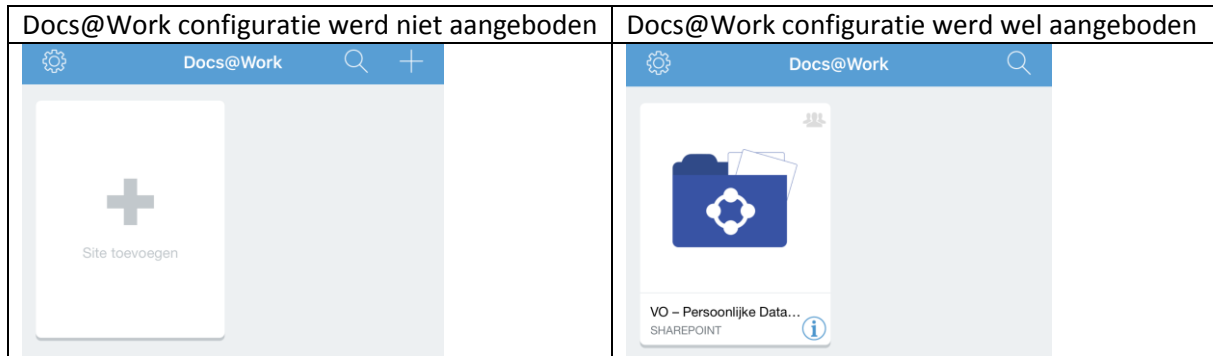 Docs@Work configuratie werd niet aangeboden
Docs@Work configuratie werd wel aangeboden
Docs@Work
Site toevoegen
Docs@Work
VO – Persoonlijke Data...
SHAREPOINT